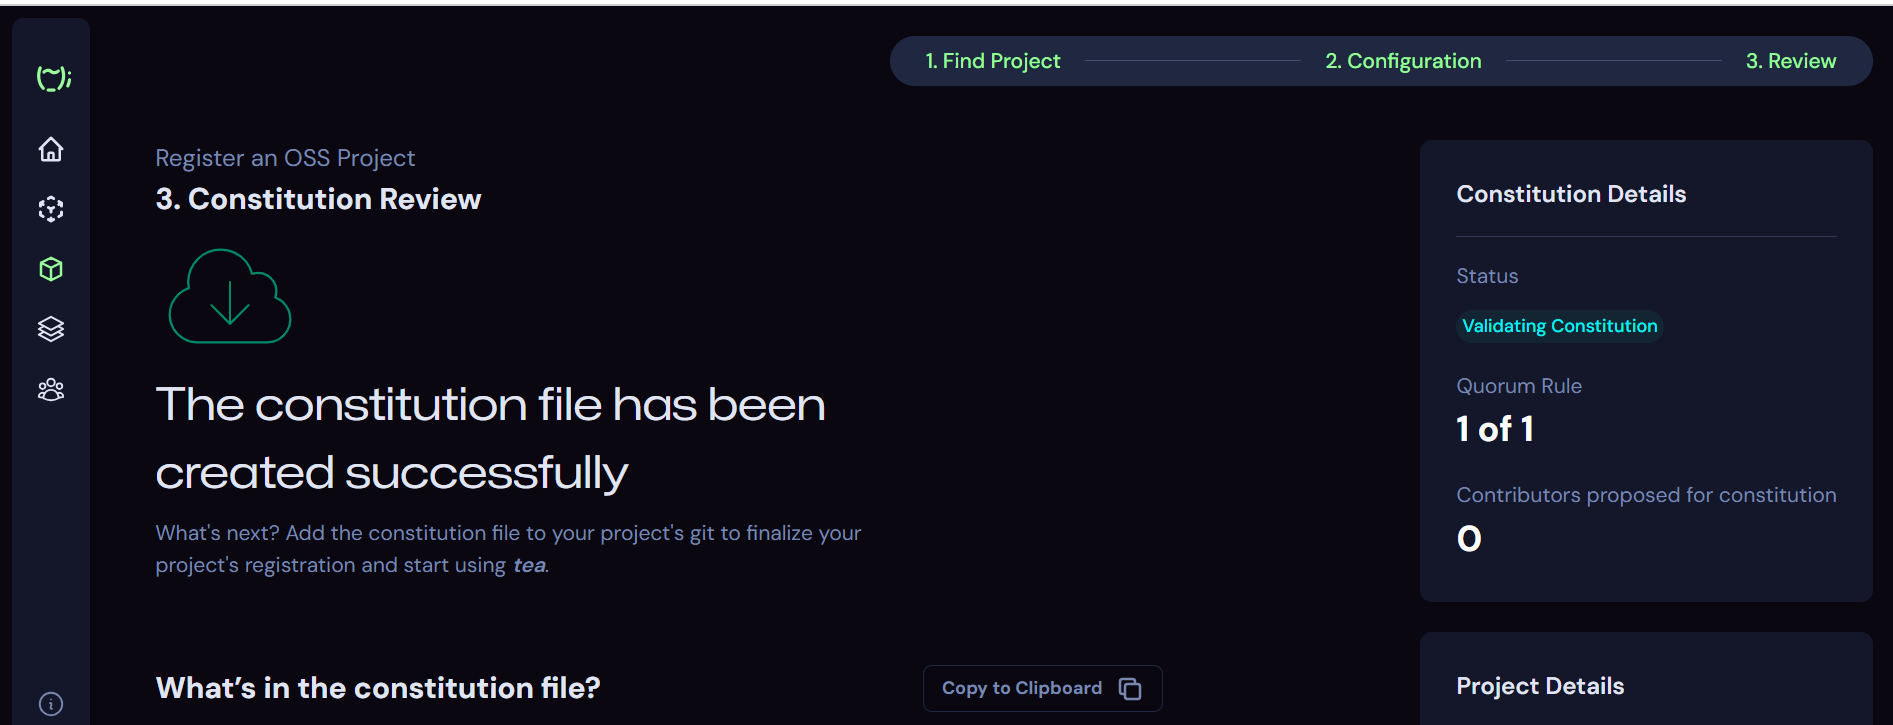 1. Find Project
2. Configuration
3. Review
Register an OSS Project
3. Constitution Review
The constitution file has been
created successfully
What's next? Add the constitution file to your project's git to finalize your
project's registration and start using tea.
What's in the constitution file?
Copy to Clipboard
Constitution Details
Status
Validating Constitution
Quorum Rule
1 of 1
Contributors proposed for constitution
0
Project Details